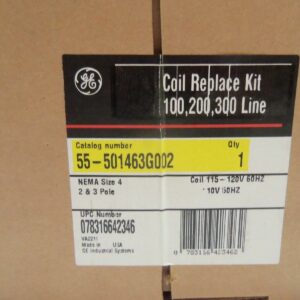 Coil Replace Kit
100,200,300 Line
Catalog number
Qty
55-501463G002
1
NEMA Size 4
2 & 3 Pole
Coil 115-120V 60HZ
110V 50HZ
UPC Number
078316642346
Made in USA
GE Industrial Systems